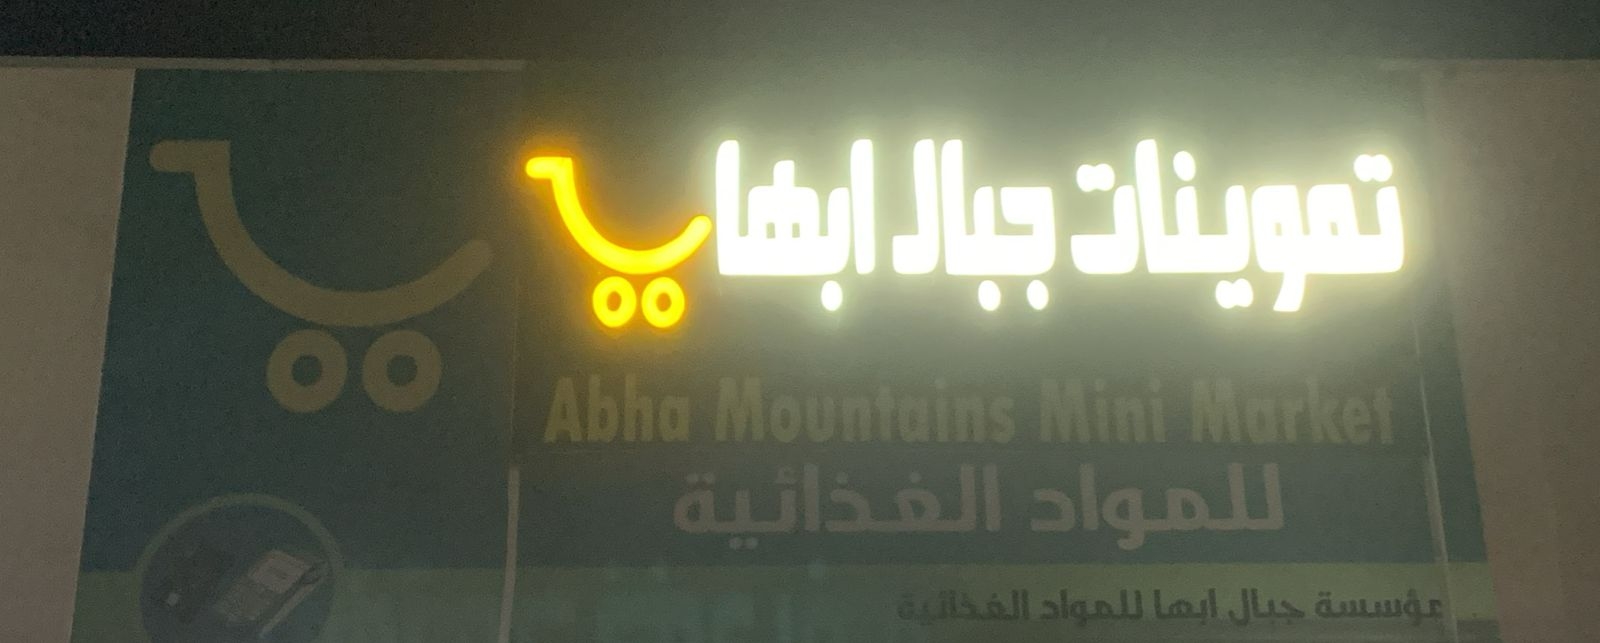 تموينات جبال ابها
Abha Mountains Mini Market
للمواد الغذائية
مؤسسة جبال ابها للمواد الغذائية